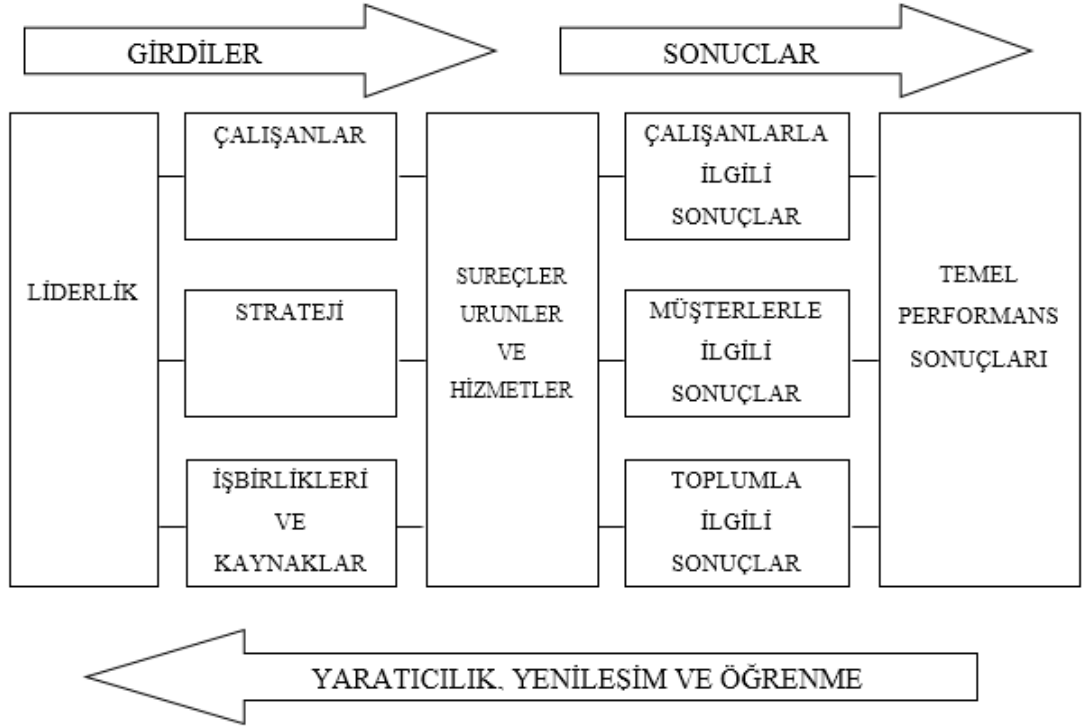 GİRDİLER
SONUCLAR
LİDERLİK
ÇALIŞANLAR
STRATEJİ
İŞBİRLİKLERİ
VE
KAYNAKLAR
SUREÇLER
URUNLER
VE
HİZMETLER
ÇALIŞANLARLA
İLGİLİ
SONUÇLAR
MÜŞTERLERLE
İLGİLİ
SONUÇLAR
TOPLUMLA
İLGİLİ
SONUÇLAR
TEMEL
PERFORMANS
SONUÇLARI
YARATICILIK, YENİLEŞİM VE ÖĞRENME